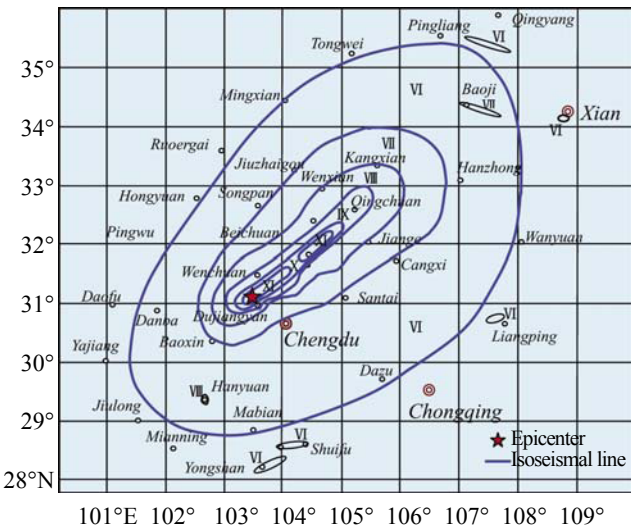 Qingyang
Pingliang
VI
Tongwei
35°
Baoji
VI
Mingxian
VII
Xian
34°
VI
Ruoergai
VII
Jiuzhaigou
Kangxian
Hanzhong
VIII
33°
Hongyuan
Songpan
Wenxian
Qingchuan
IX
Pingwu
Beichuan
XI
Jiange
Wanyuan
32°
Wenchuan
X
Cangxi
XI
Daofu
31°
Santai
Danba
Dujiangyan
VI
VI
Chengdu
Liangping
Baoxin
Yajiang
30°
Dazu
VIII
Hanyuan
Jiulong
Chongqing
29°
Mabian
Mianning
VI
Shuifu
Epicenter
VI
Isoseismal line
Yongshan
28°N
101°E 102° 103° 104° 105° 106° 107° 108° 109°